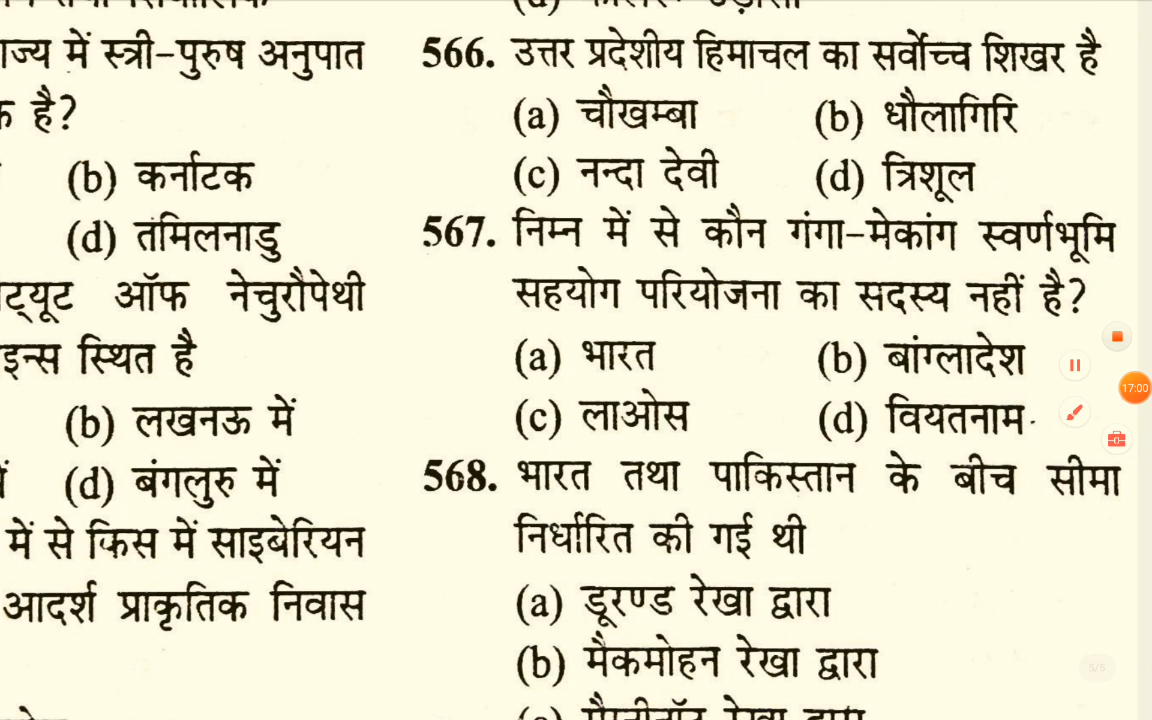 ाज्य में स्त्री-पुरुष अनुपात
क है?
(b) कर्नाटक
(d) तमिलनाडु
ट्यूट ऑफ नेचुरौपेथी
इन्स स्थित है
(b) लखनऊ में
(d) बंगलुरु में
में से किस में साइबेरियन
आदर्श प्राकृतिक निवास
566. उत्तर प्रदेशीय हिमाचल का सर्वोच्च शिखर है
(a) चौखम्बा (b) धौलागिरि
(c) नन्दा देवी (d) त्रिशूल
567. निम्न में से कौन गंगा-मेकांग स्वर्णभूमि
सहयोग परियोजना का सदस्य नहीं है?
(a) भारत (b) बांग्लादेश
(c) लाओस (d) वियतनाम
568. भारत तथा पाकिस्तान के बीच सीमा
निर्धारित की गई थी
(a) डूरण्ड रेखा द्वारा
(b) मैकमोहन रेखा द्वारा
17:00
5/5